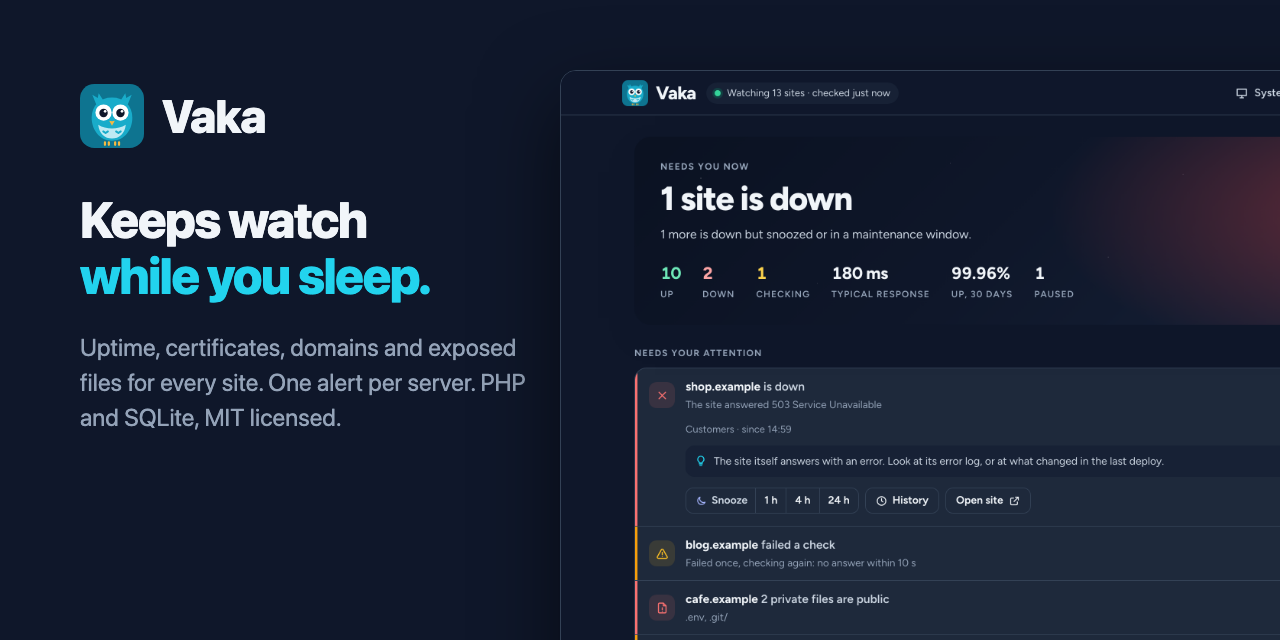 Vaka
Keeps watch
while you sleep.
Uptime, certificates, domains and exposed
files for every site. One alert per server. PHP
and SQLite, MIT licensed.
Vaka
Watching 13 sites · checked just now
NEEDS YOU NOW
1 site is down
1 more is down but snoozed or in a maintenance window.
10 2 1 180 ms 99.96% 1
UP DOWN CHECKING TYPICAL RESPONSE UP, 30 DAYS PAUSED
NEEDS YOUR ATTENTION
shop.example is down
The site answered 503 Service Unavailable
Customers · since 14:59
The site itself answers with an error. Look at its error log, or at what changed in the last deploy.
Snooze 1 h 4 h 24 h History Open site
blog.example failed a check
Failed once, checking again: no answer within 10 s
cafe.example 2 private files are public
.env, .git/